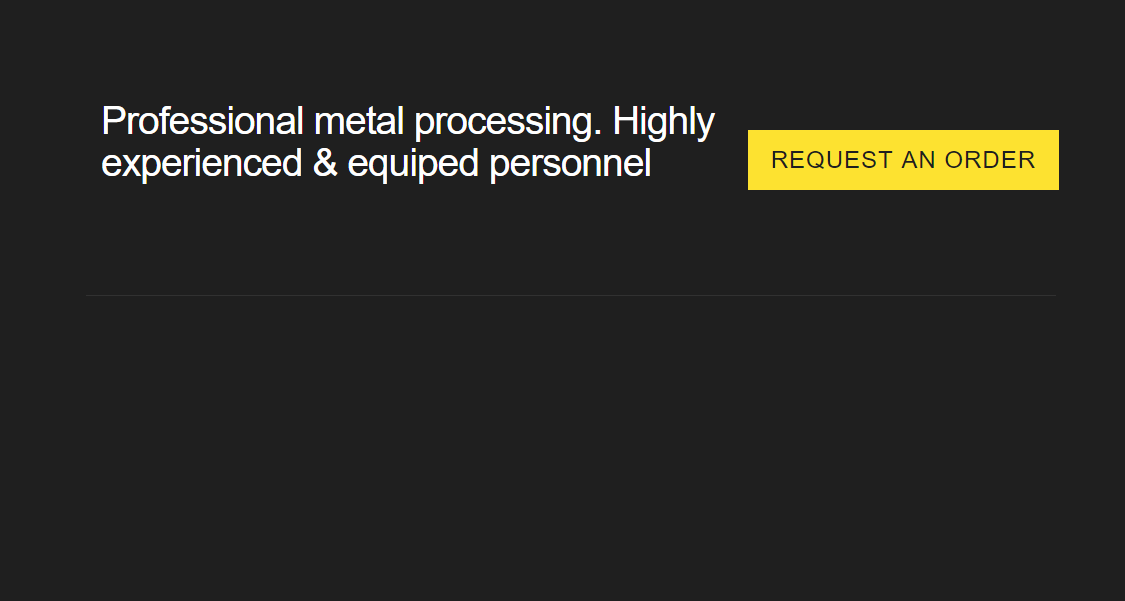 Professional metal processing. Highly
experienced & equiped personnel
REQUEST AN ORDER